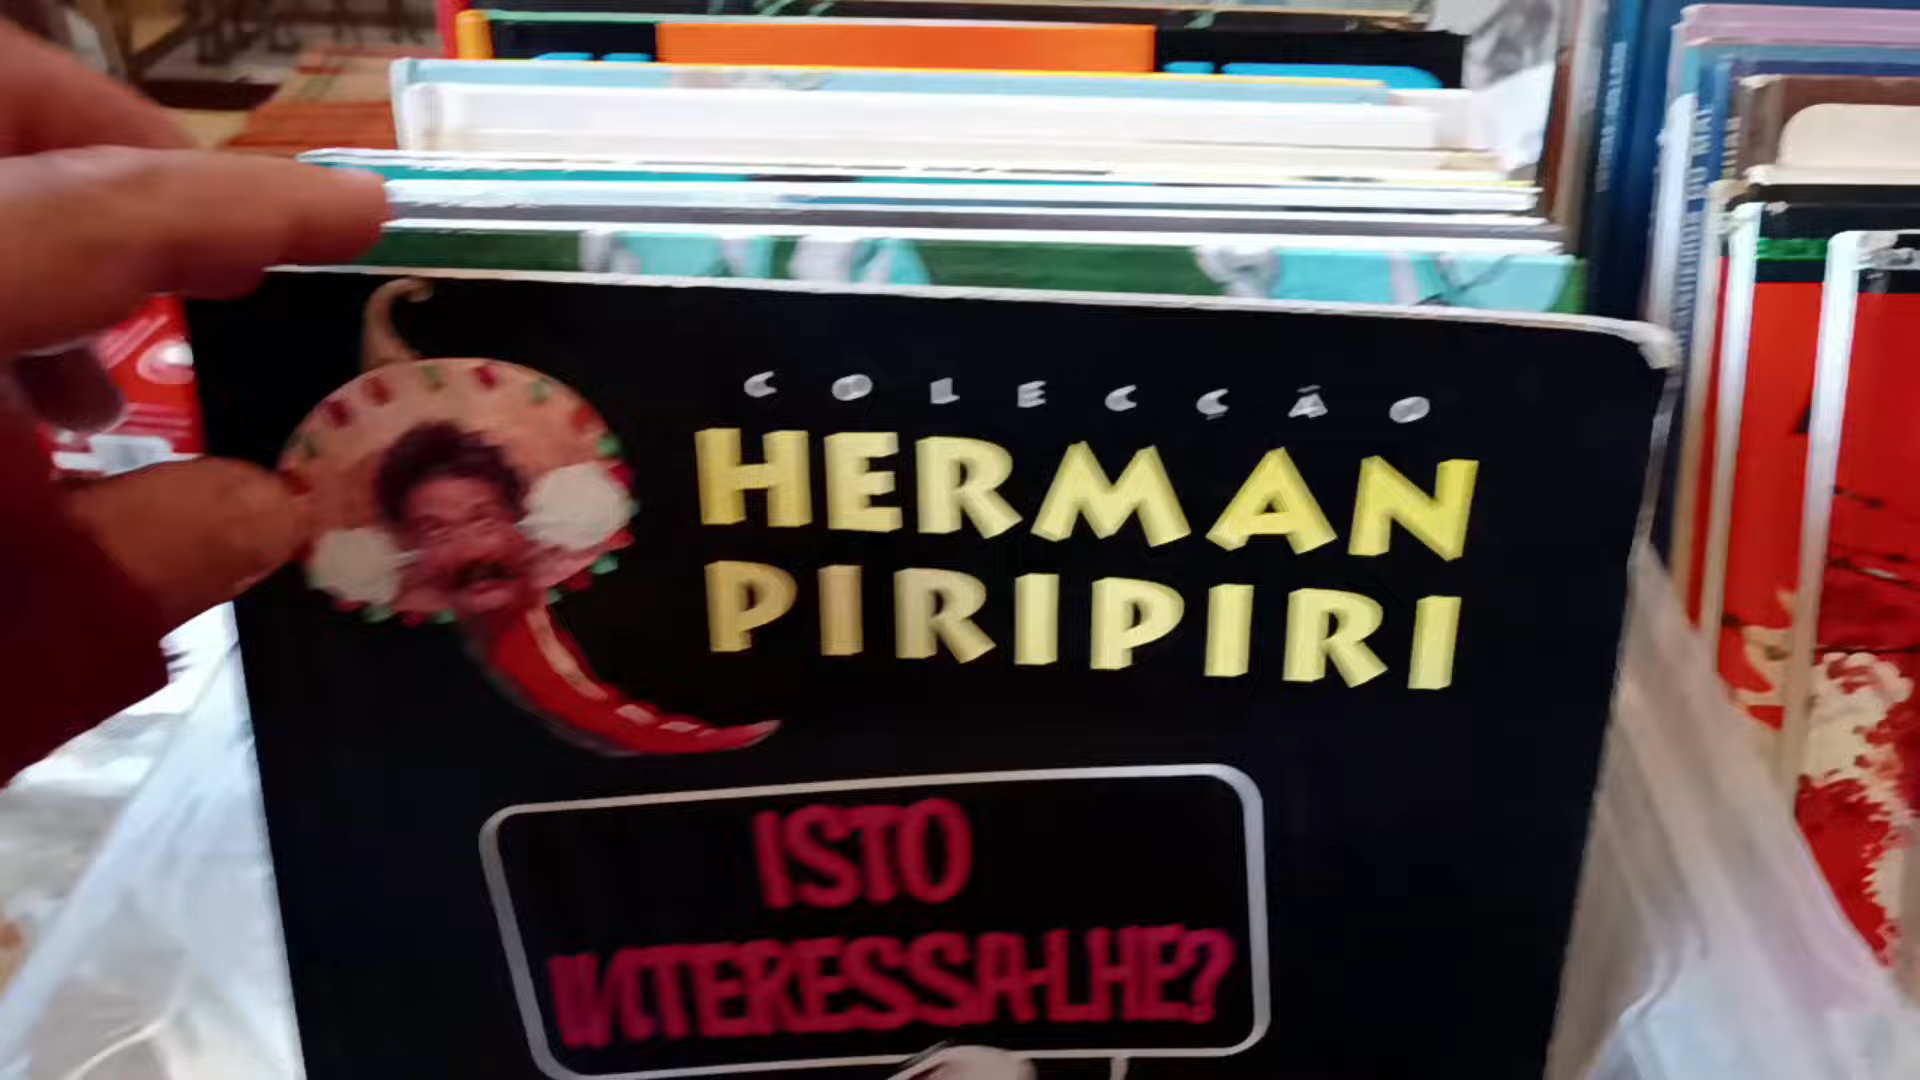 COLECÇÃO
HERMAN
PIRIPIRI
ISTO
INTERESSA-LHE?